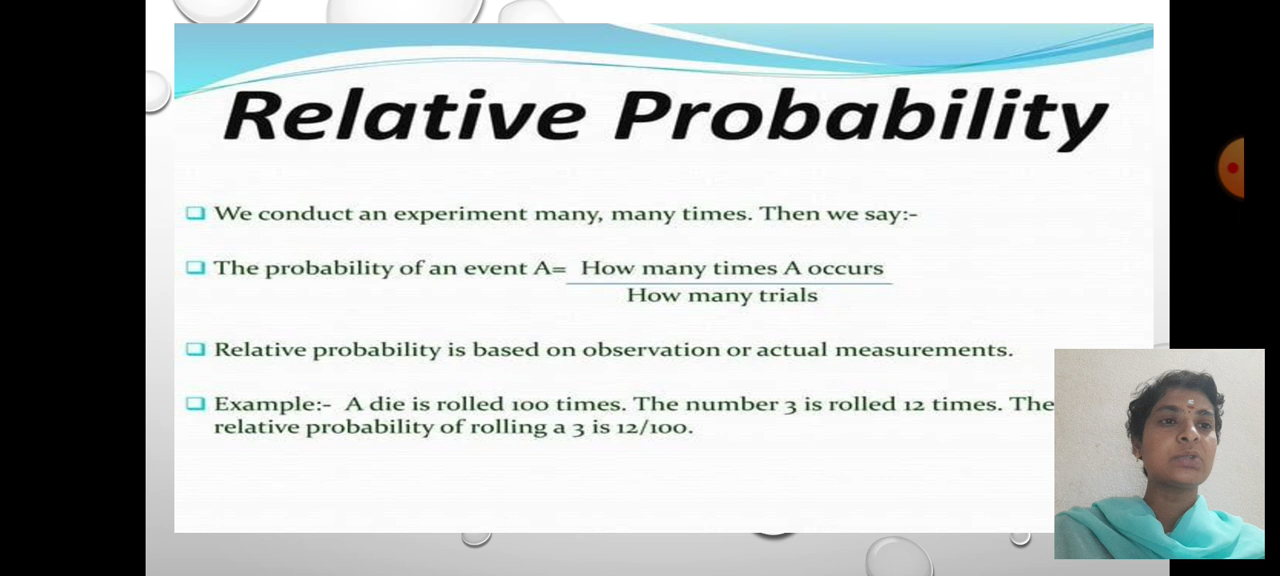 Relative Probability
We conduct an experiment many, many times. Then we say:-
The probability of an event A= How many times A occurs
How many trials
Relative probability is based on observation or actual measurements.
Example:- A die is rolled 100 times. The number 3 is rolled 12 times. The
relative probability of rolling a 3 is 12/100.